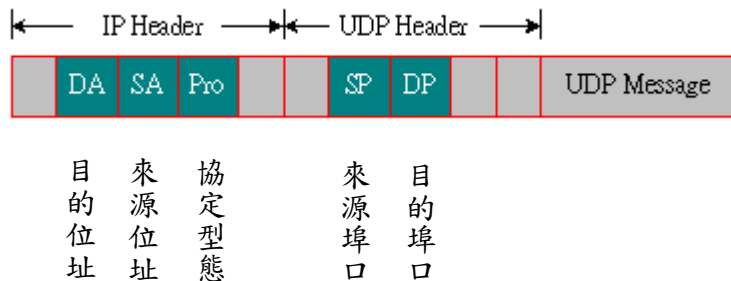 IP Header
UDP Header
DA
SA
Pro
SP
DP
UDP Message
目的位址
來源位址
協定型態
來源埠口
目的埠口